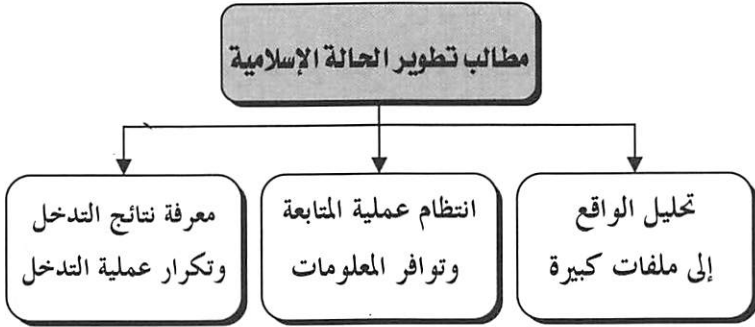 مطالب تطوير الحالة الإسلامية
تحليل الواقع
إلى ملفات كبيرة
انتظام عملية المتابعة
وتوافر المعلومات
معرفة نتائج التدخل
وتكرار عملية التدخل